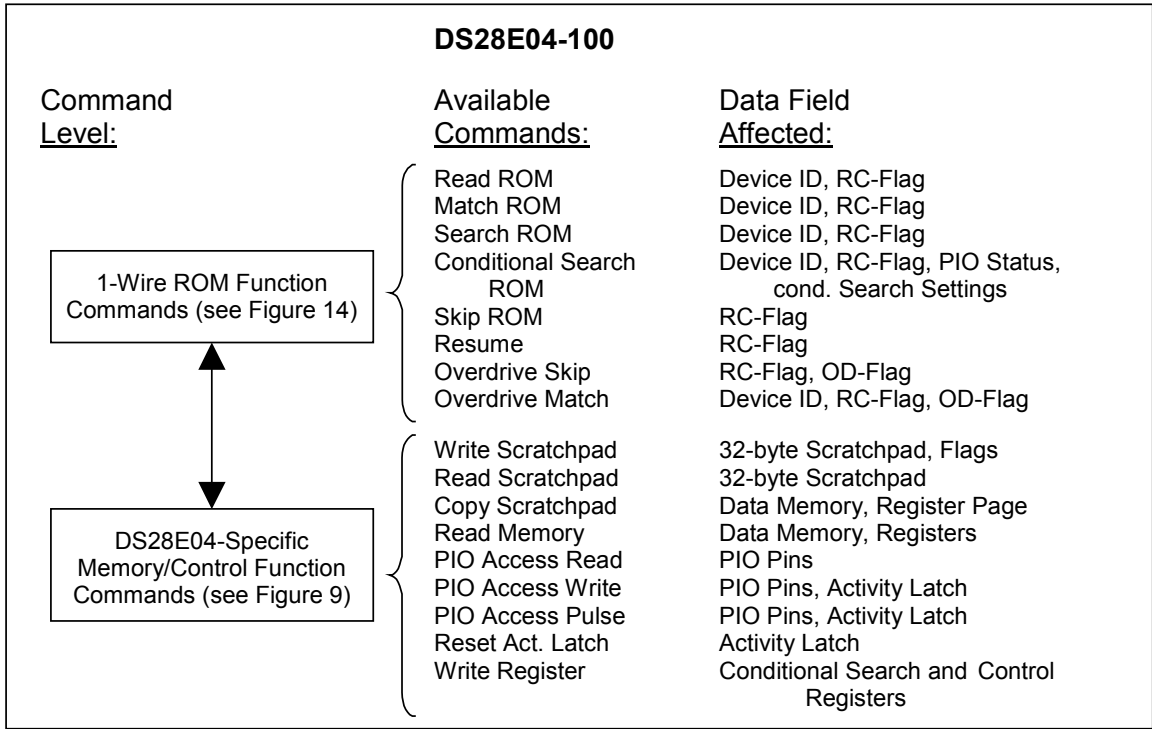 DS28E04-100
Command Available Data Field
Level: Commands: Affected:
Read ROM Device ID, RC-Flag
Match ROM Device ID, RC-Flag
Search ROM Device ID, RC-Flag
Conditional Search Device ID, RC-Flag, PIO Status,
ROM cond. Search Settings
Skip ROM RC-Flag
Resume RC-Flag
Overdrive Skip RC-Flag, OD-Flag
Overdrive Match Device ID, RC-Flag, OD-Flag
1-Wire ROM Function
Commands (see Figure 14)
Write Scratchpad 32-byte Scratchpad, Flags
Read Scratchpad 32-byte Scratchpad
Copy Scratchpad Data Memory, Register Page
Read Memory Data Memory, Registers
PIO Access Read PIO Pins
PIO Access Write PIO Pins, Activity Latch
PIO Access Pulse PIO Pins, Activity Latch
Reset Act. Latch Activity Latch
Write Register Conditional Search and Control
Registers
DS28E04-Specific
Memory/Control Function
Commands (see Figure 9)